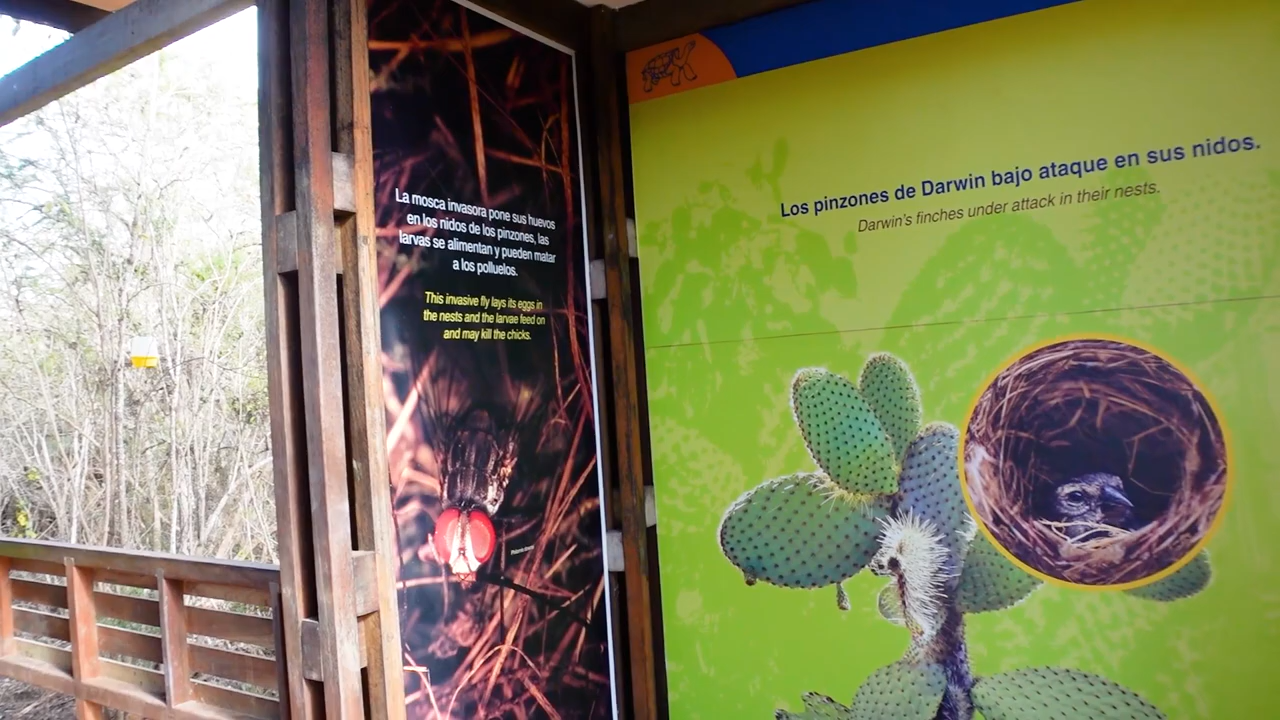 La mosca invasora pone sus huevos
en los nidos de los pinzones, las
larvas se alimentan y pueden matar
a los polluelos.
This invasive fly lays its eggs in
the nests and the larvae feed on
and may kill the chicks.
Los pinzones de Darwin bajo ataque en sus nidos.
Darwin's finches under attack in their nests.